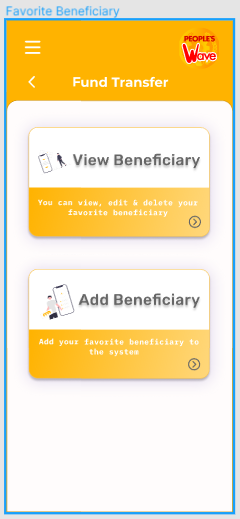 Favorite Beneficiary
PEOPLE'S
Wave
Fund Transfer
View Beneficiary
You can view, edit & delete your
favorite beneficiary
Add Beneficiary
Add your favorite beneficiary to
the system